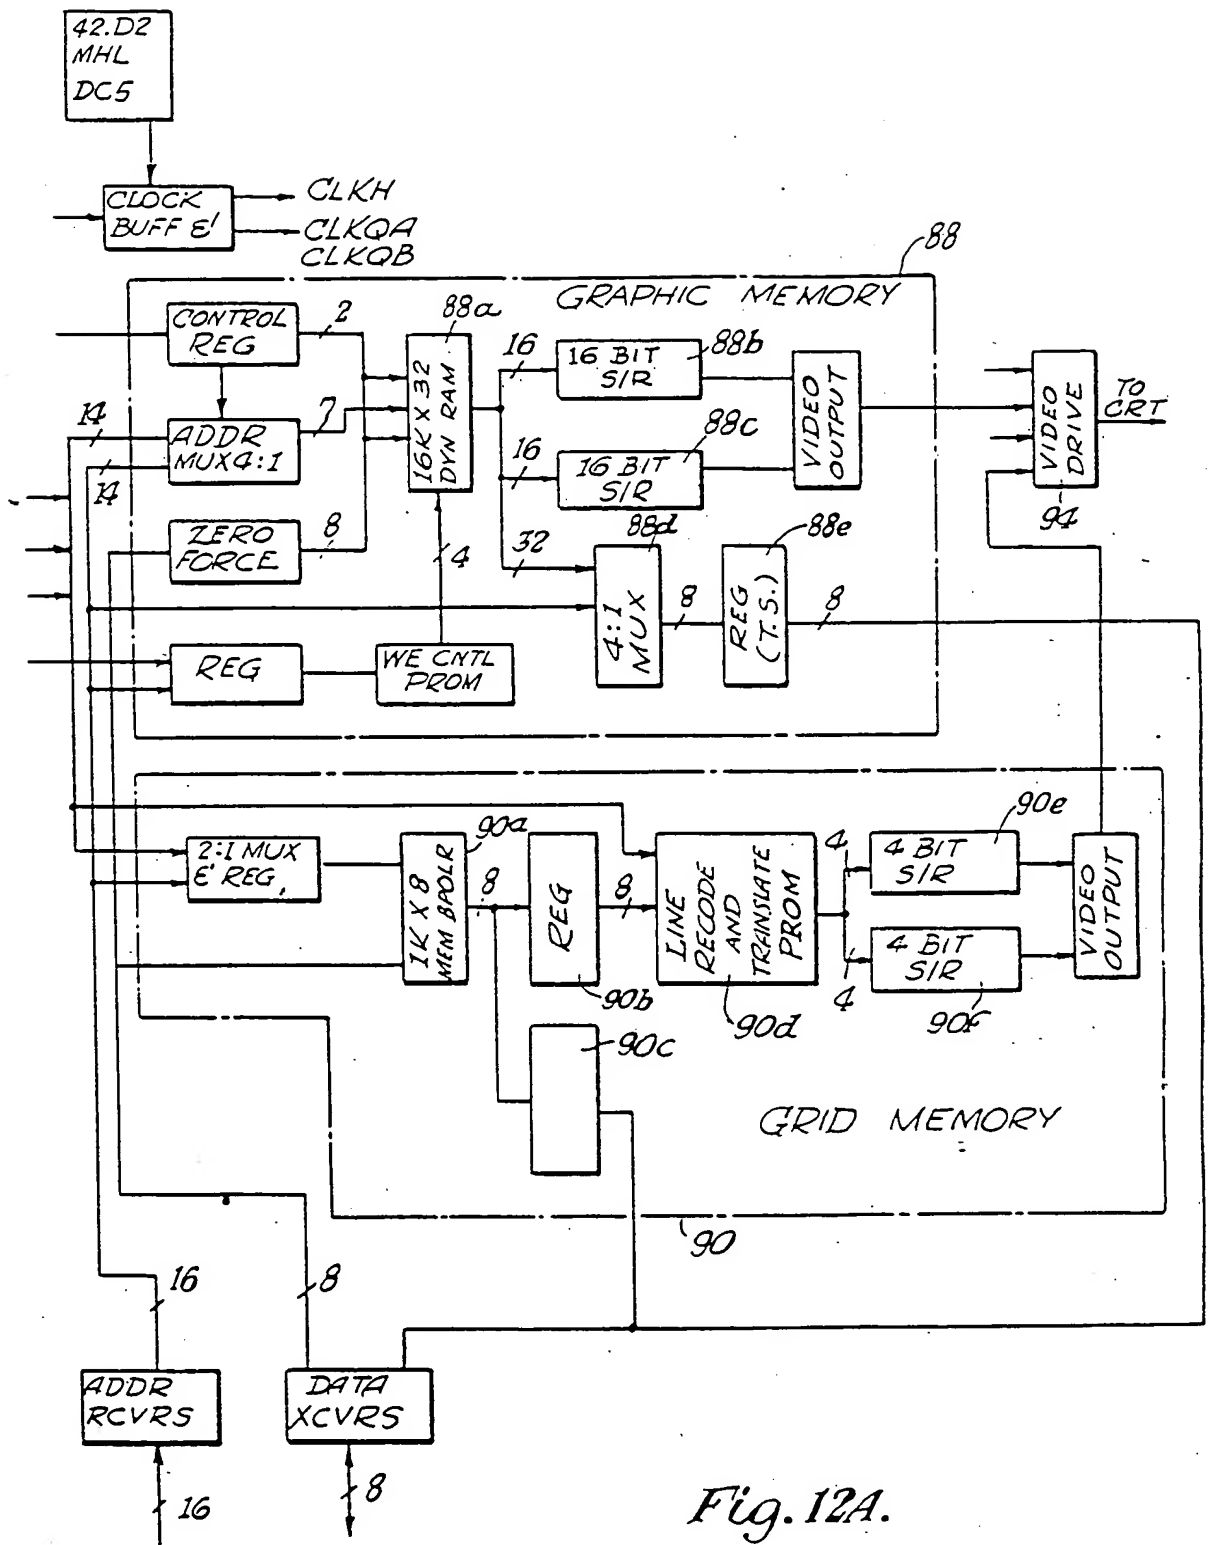 42.D2
MHL
DC5
CLOCK
BUFF &
CLKH
CLKQA
CLKQB
88
GRAPHIC MEMORY
CONTROL
REG
2
88a
16K X 32
DYN RAM
16
16 BIT
S/R
88b
VIDEO
OUTPUT
VIDEO
DRIVE
94
TO
CRT
14
ADDR
MUX 4:1
7
14
16
16 BIT
S/R
88c
ZERO
FORCE
8
4
32
88d
4:1
MUX
8
88e
REG
(T.S.)
8
REG
WE CNTL
PROM
2:1 MUX
& REG
90a
1K X 8
MEM BPOLR
8
REG
90b
8
LINE
RECODE
AND
TRANSLATE
PROM
90d
4
4 BIT
S/R
90e
4
4 BIT
S/R
90f
VIDEO
OUTPUT
90c
GRID MEMORY
90
16
8
ADDR
RCVRS
DATA
XCVRS
16
8
Fig. 12A.